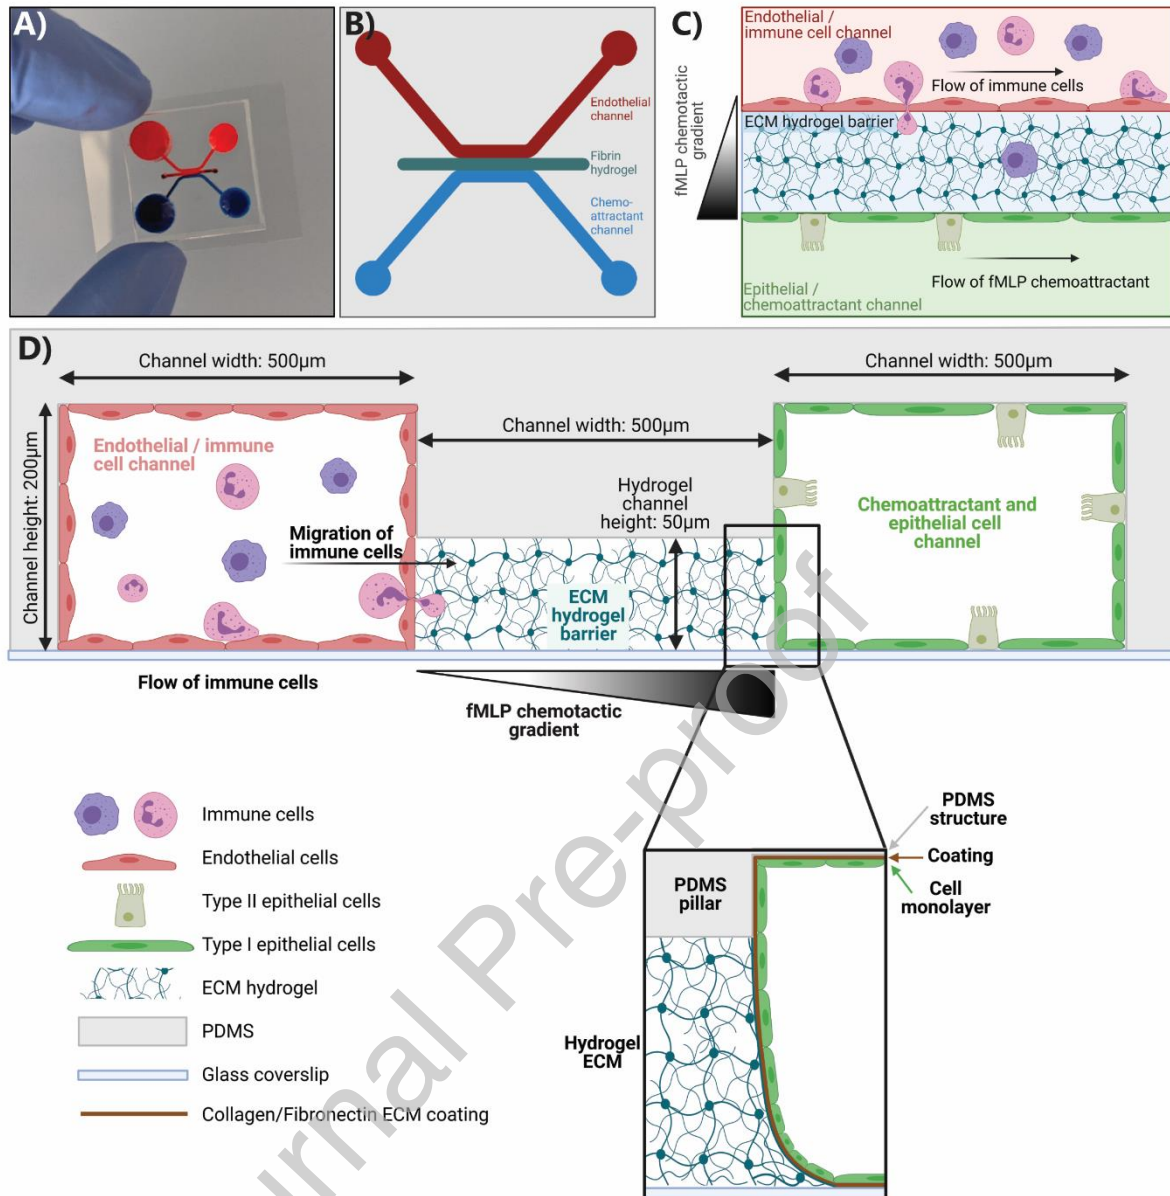 A)
B)
Endothelial
channel
Fibrin
hydrogel
Chemo-
attractant
channel
C)
Endothelial /
immune cell channel
Flow of immune cells
ECM hydrogel barrier
fMLP chemotactic
gradient
Flow of fMLP chemoattractant
Epithelial /
chemoattractant channel
D)
Channel width: 500µm
Channel width: 500µm
Channel width: 500µm
Channel height: 200µm
Endothelial / immune
cell channel
Migration of
immune cells
Hydrogel
channel
height: 50µm
ECM
hydrogel
barrier
Chemoattractant and
epithelial cell
channel
Flow of immune cells
fMLP chemotactic
gradient
Immune cells
Endothelial cells
Type II epithelial cells
Type I epithelial cells
ECM hydrogel
PDMS
Glass coverslip
Collagen/Fibronectin ECM coating
PDMS
structure
Coating
Cell
monolayer
PDMS
pillar
Hydrogel
ECM
urnal Pre-proof